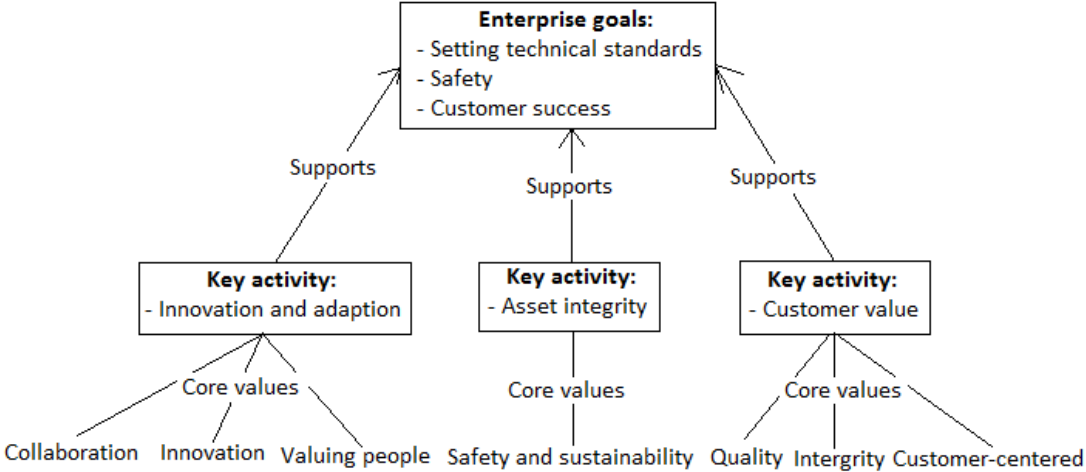 Enterprise goals:
- Setting technical standards
- Safety
- Customer success
Supports
Supports
Supports
Key activity:
- Innovation and adaption
Key activity:
- Asset integrity
Key activity:
- Customer value
Core values
Core values
Core values
Collaboration
Innovation
Valuing people
Safety and sustainability
Quality
Intergrity
Customer-centered